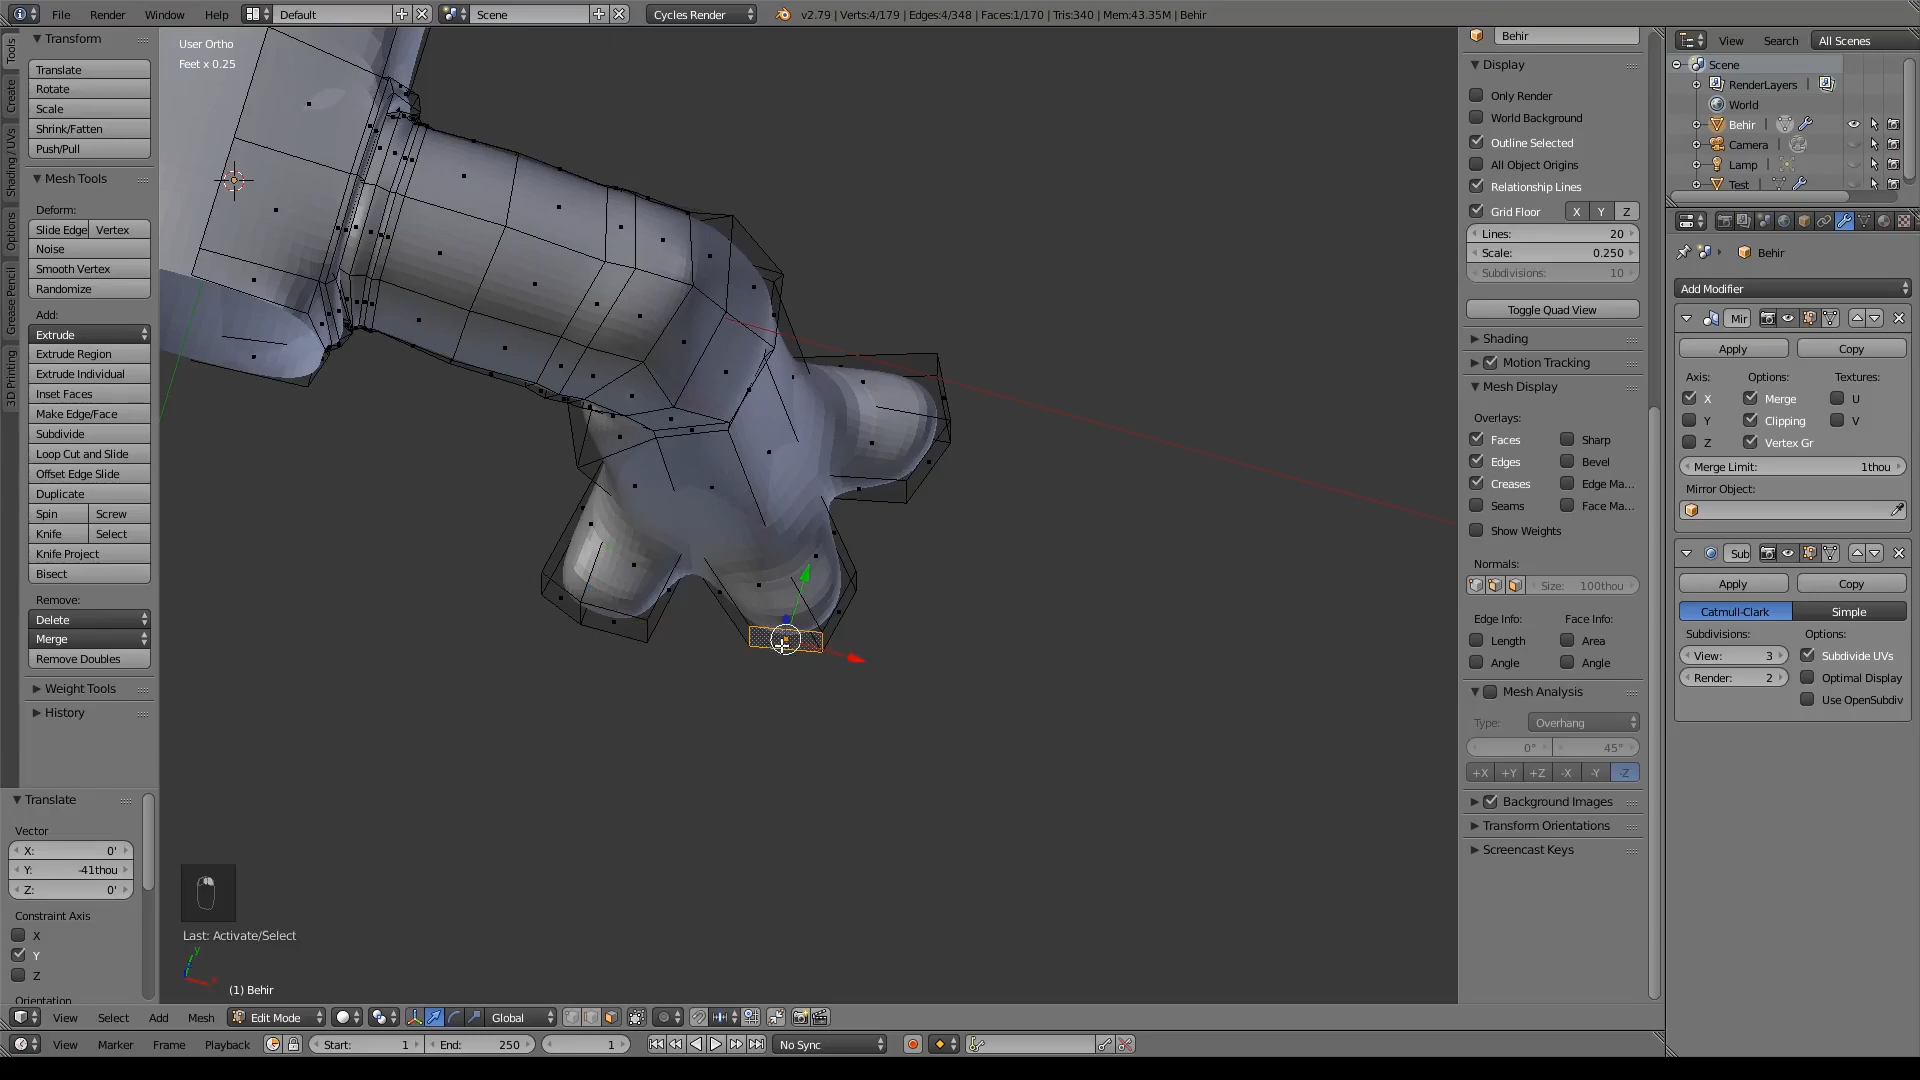 File Render Window Help Default Scene Cycles Render v2.79 | Verts:4/179 | Edges:4/348 | Faces:1/170 | Tris:340 | Mem:43.35M | Behir
Tools
Create
Shading / UVs
Options
Grease Pencil
3D Printing
Transform
Translate
Rotate
Scale
Shrink/Fatten
Push/Pull
Mesh Tools
Deform:
Slide Edge Vertex
Noise
Smooth Vertex
Randomize
Add:
Extrude
Extrude Region
Extrude Individual
Inset Faces
Make Edge/Face
Subdivide
Loop Cut and Slide
Offset Edge Slide
Duplicate
Spin Screw
Knife Select
Knife Project
Bisect
Remove:
Delete
Merge
Remove Doubles
Weight Tools
History
Translate
Vector
X: 0'
Y: -41thou
Z: 0'
Constraint Axis
X
Y
Z
Orientation
User Ortho
Feet x 0.25
Last: Activate/Select
(1) Behir
Behir
Display
Only Render
World Background
Outline Selected
All Object Origins
Relationship Lines
Grid Floor X Y Z
Lines: 20
Scale: 0.250
Subdivisions: 10
Toggle Quad View
Shading
Motion Tracking
Mesh Display
Overlays:
Faces Sharp
Edges Bevel
Creases Edge Ma...
Seams Face Ma...
Show Weights
Normals:
Size: 100thou
Edge Info: Face Info:
Length Area
Angle Angle
Mesh Analysis
Type: Overhang
0° 45°
+X +Y +Z -X -Y -Z
Background Images
Transform Orientations
Screencast Keys
View Search All Scenes
Scene
RenderLayers
World
Behir
Camera
Lamp
Test
Behir
Add Modifier
Mir
Apply Copy
Axis: Options: Textures:
X Merge U
Y Clipping V
Z Vertex Gr
Merge Limit: 1thou
Mirror Object:
Sub
Apply Copy
Catmull-Clark Simple
Subdivisions: Options:
View: 3 Subdivide UVs
Render: 2 Optimal Display
Use OpenSubdiv
View Select Add Mesh Edit Mode Global
View Marker Frame Playback Start: 1 End: 250 1 No Sync